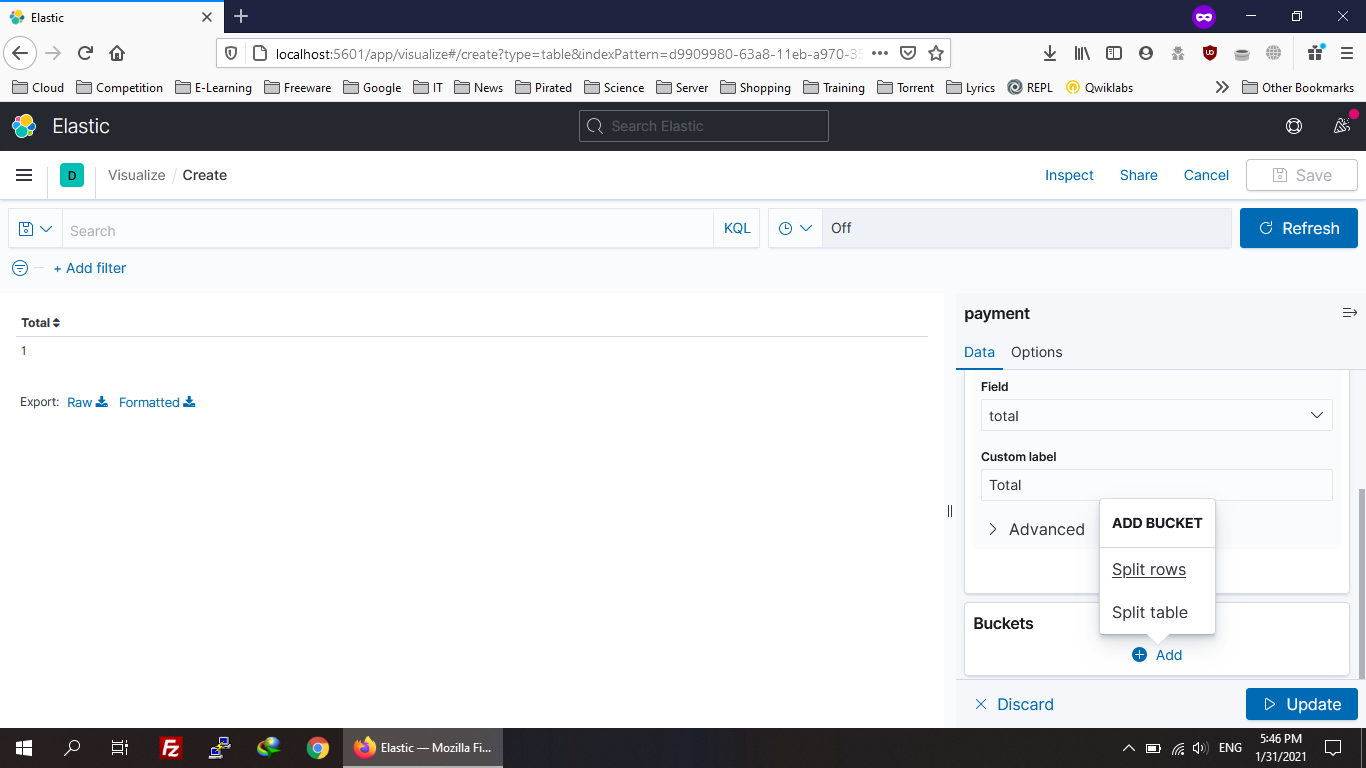 Elastic
localhost:5601/app/visualize#/create?type=table&indexPattern=d9909980-63a8-11eb-a970-35
Cloud Competition E-Learning Freeware Google IT News Pirated Science Server Shopping Training Torrent Lyrics REPL Qwiklabs Other Bookmarks
Elastic Search Elastic
D Visualize / Create Inspect Share Cancel Save
Search KQL Off Refresh
+ Add filter
Total
1
Export: Raw Formatted
payment
Data Options
Field
total
Custom label
Total
Advanced
ADD BUCKET
Split rows
Split table
Buckets
Add
Discard Update
Elastic — Mozilla Fi...
ENG
5:46 PM
1/31/2021